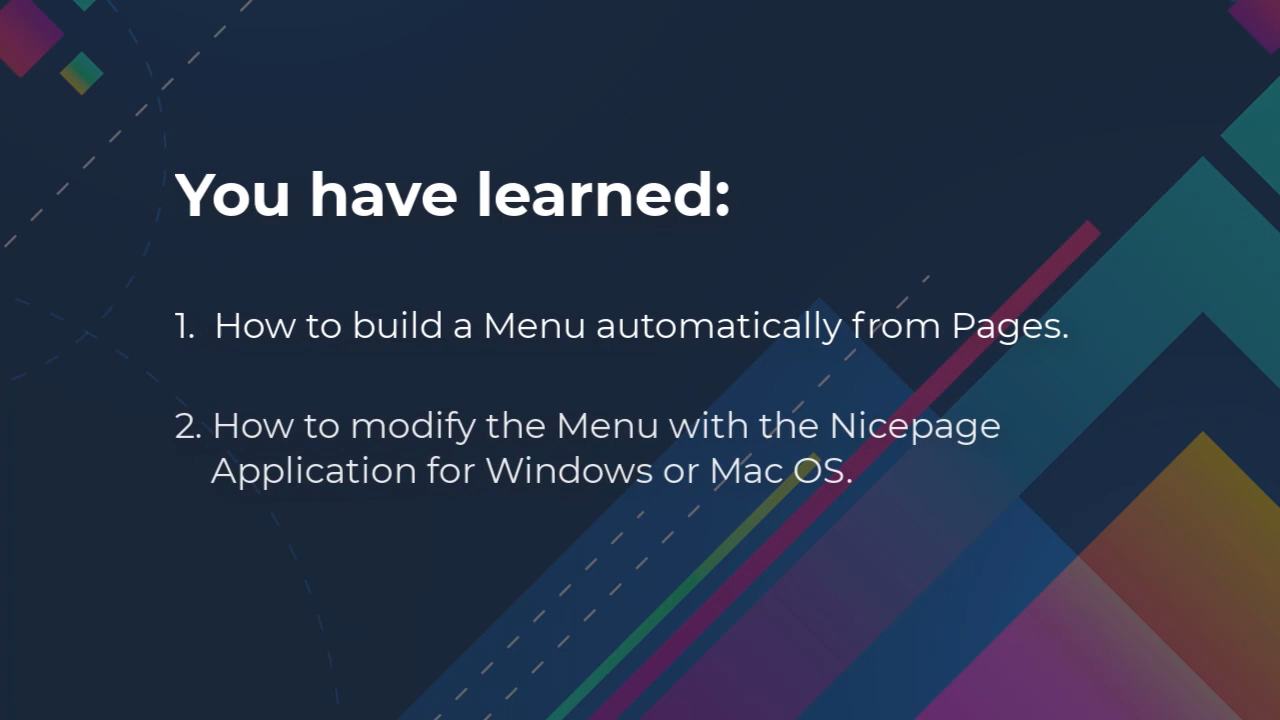 You have learned:
1. How to build a Menu automatically from Pages.
2. How to modify the Menu with the Nicepage
Application for Windows or Mac OS.